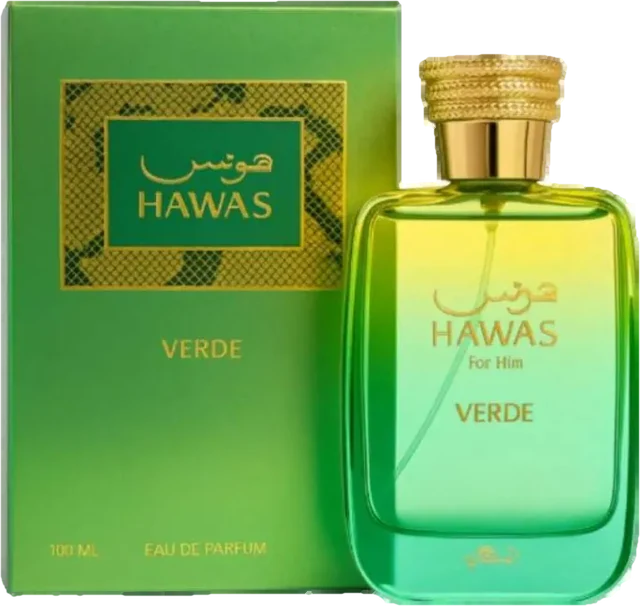 هوس
HAWAS
VERDE
100 ML EAU DE PARFUM
هوس
HAWAS
For Him
VERDE